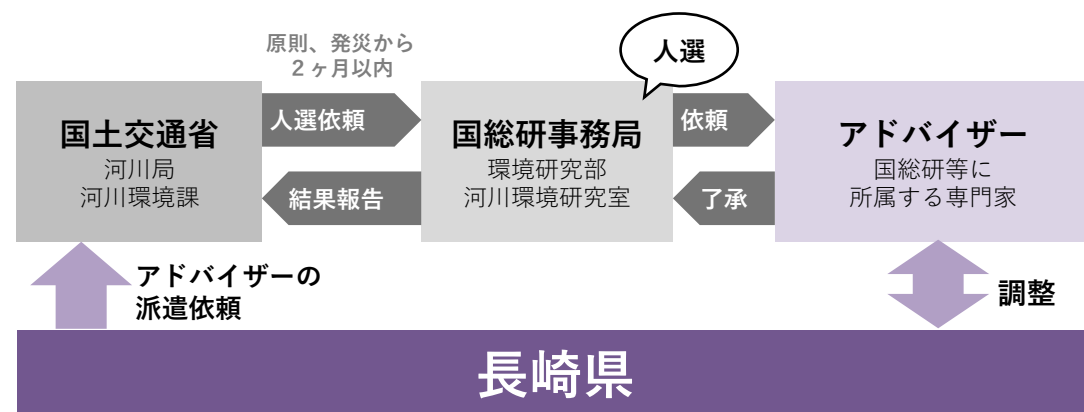 原則、発災から
２ヶ月以内
人選
国土交通省
河川局
河川環境課
人選依頼
結果報告
国総研事務局
環境研究部
河川環境研究室
依頼
了承
アドバイザー
国総研等に
所属する専門家
アドバイザーの
派遣依頼
調整
長崎県